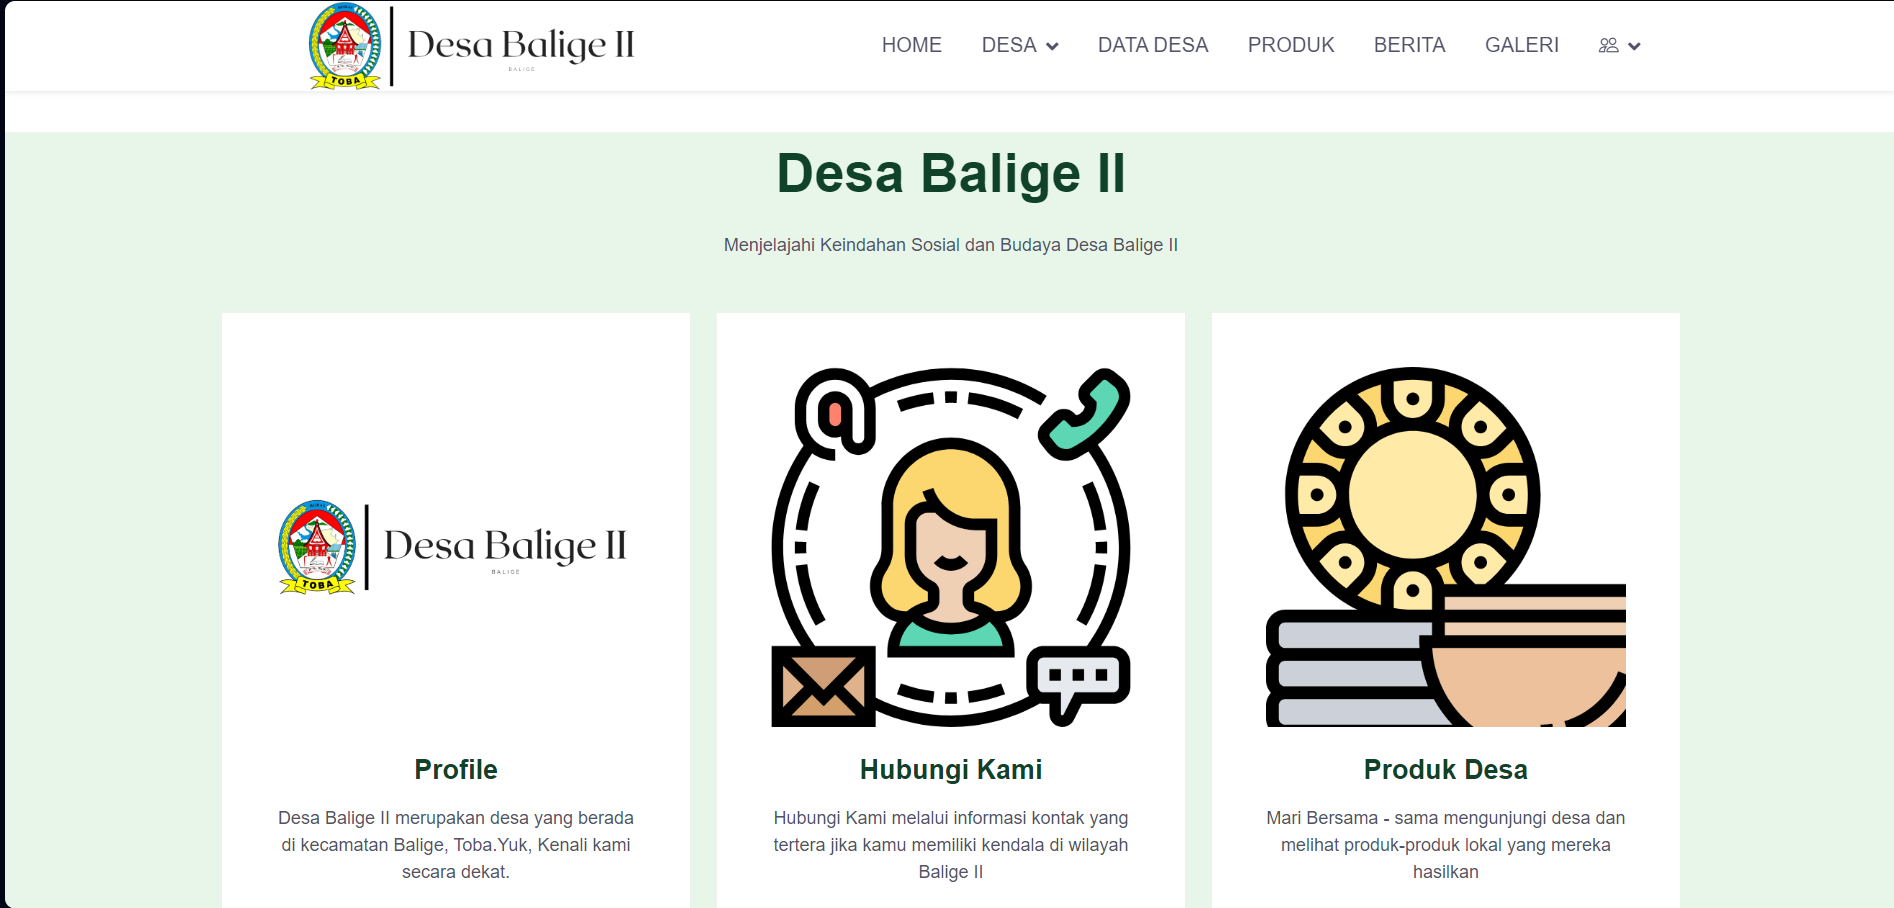 TOBA
Desa Balige II
BALIGE
HOME DESA DATA DESA PRODUK BERITA GALERI
Desa Balige II
Menjelajahi Keindahan Sosial dan Budaya Desa Balige II
TOBA
Desa Balige II
BALIGE
Profile
Desa Balige II merupakan desa yang berada
di kecamatan Balige, Toba.Yuk, Kenali kami
secara dekat.
Hubungi Kami
Hubungi Kami melalui informasi kontak yang
tertera jika kamu memiliki kendala di wilayah
Balige II
Produk Desa
Mari Bersama - sama mengunjungi desa dan
melihat produk-produk lokal yang mereka
hasilkan